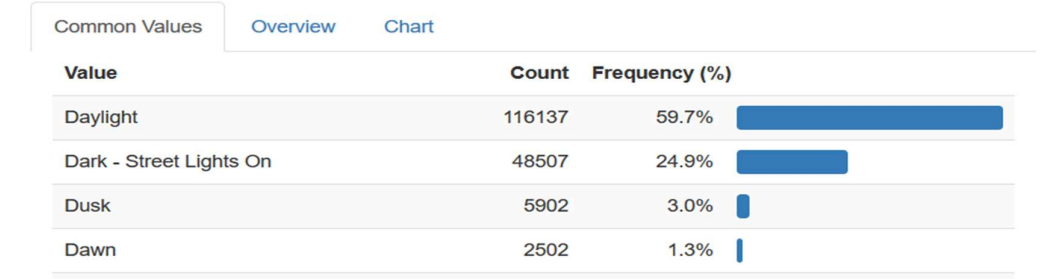 Common Values Overview Chart
Value Count Frequency (%)
Daylight 116137 59.7%
Dark - Street Lights On 48507 24.9%
Dusk 5902 3.0%
Dawn 2502 1.3%